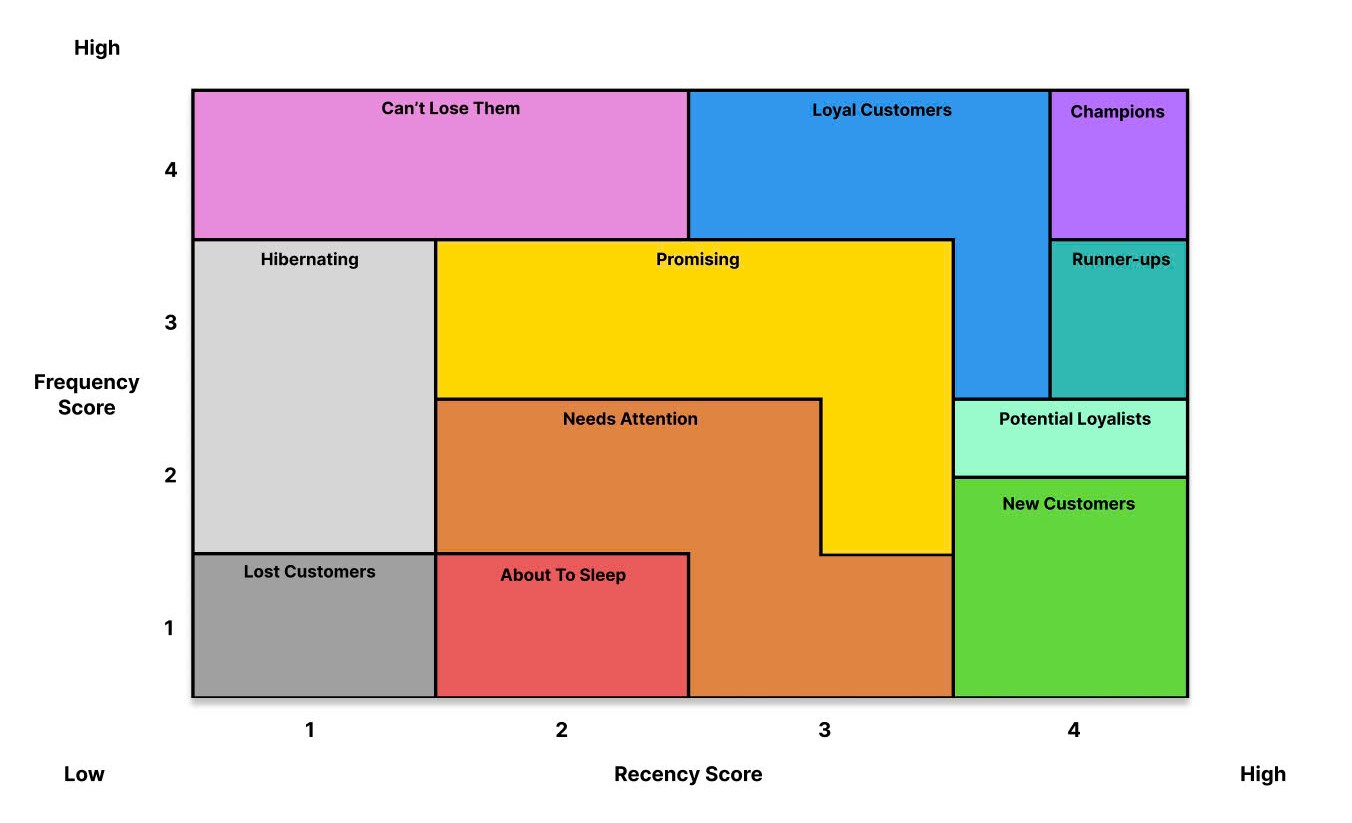 High
Can’t Lose Them
Loyal Customers
Champions
4
Hibernating
Promising
Runner-ups
3
Frequency
Score
Needs Attention
Potential Loyalists
2
New Customers
Lost Customers
About To Sleep
1
1
2
3
4
Low
Recency Score
High